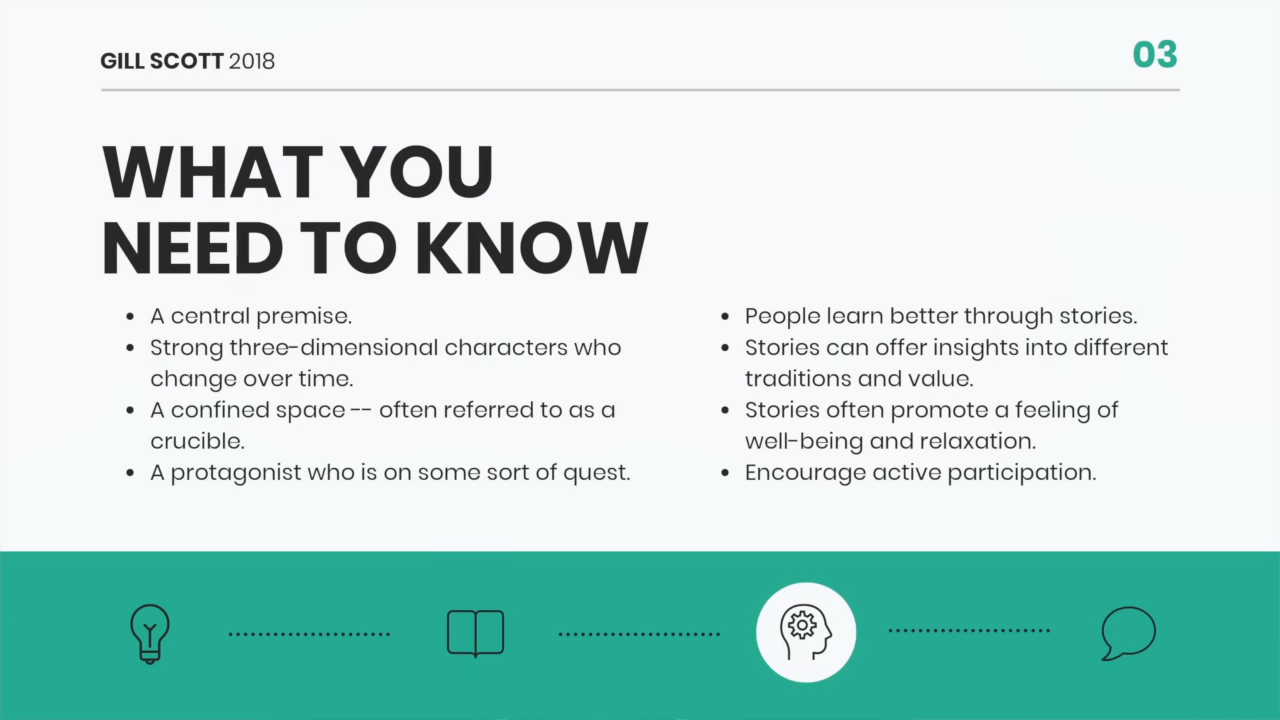 GILL SCOTT 2018
03
WHAT YOU
NEED TO KNOW
• A central premise.
• Strong three-dimensional characters who
change over time.
• A confined space -- often referred to as a
crucible.
• A protagonist who is on some sort of quest.
• People learn better through stories.
• Stories can offer insights into different
traditions and value.
• Stories often promote a feeling of
well-being and relaxation.
• Encourage active participation.